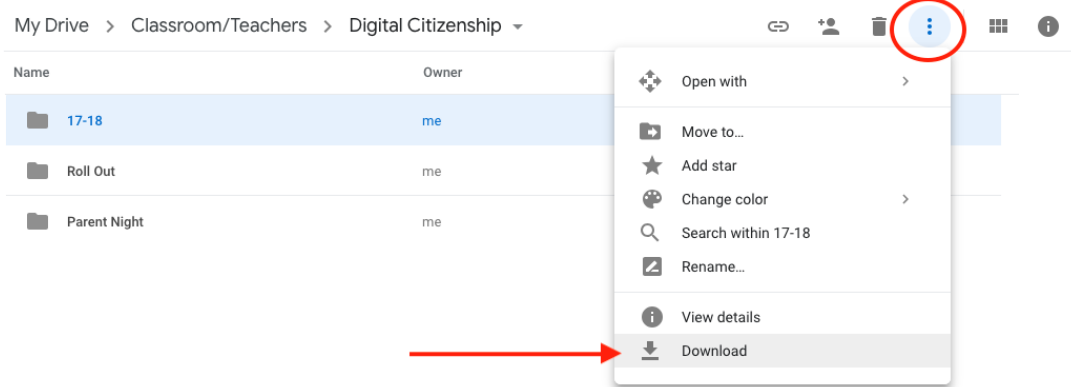 My Drive > Classroom/Teachers > Digital Citizenship
Name Owner
17-18 me
Roll Out me
Parent Night me
Open with
Move to...
Add star
Change color
Search within 17-18
Rename...
View details
Download